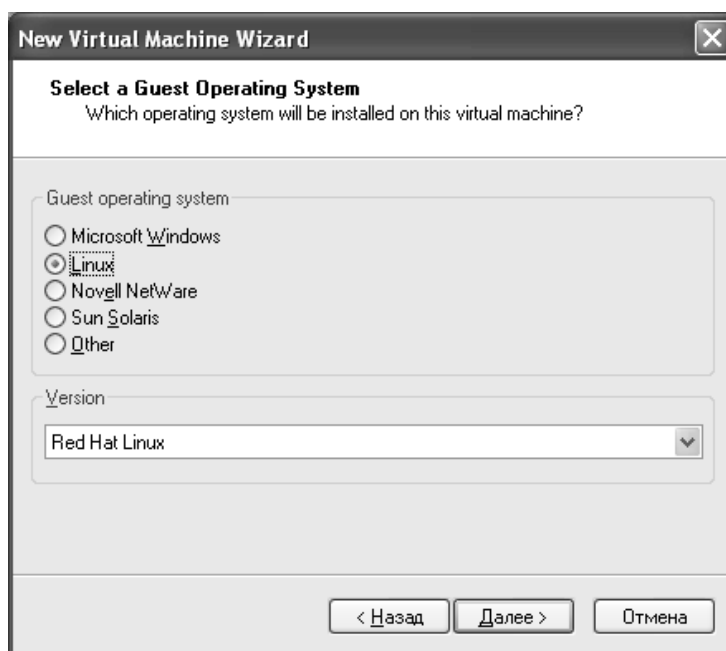 New Virtual Machine Wizard
Select a Guest Operating System
Which operating system will be installed on this virtual machine?
Guest operating system
Microsoft Windows
Linux
Novell NetWare
Sun Solaris
Other
Version
Red Hat Linux
< Назад Далее > Отмена